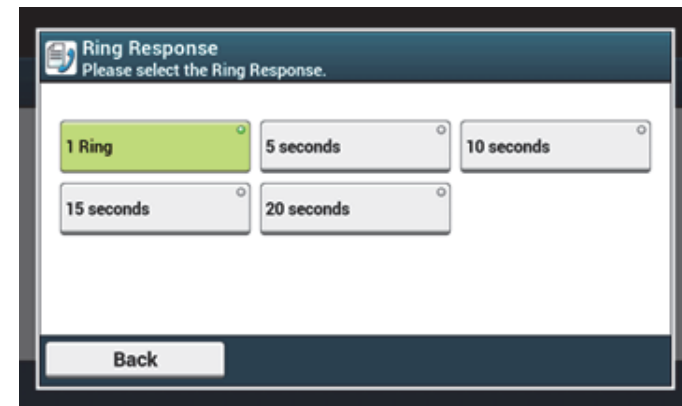 Ring Response
Please select the Ring Response.
1 Ring
5 seconds
10 seconds
15 seconds
20 seconds
Back